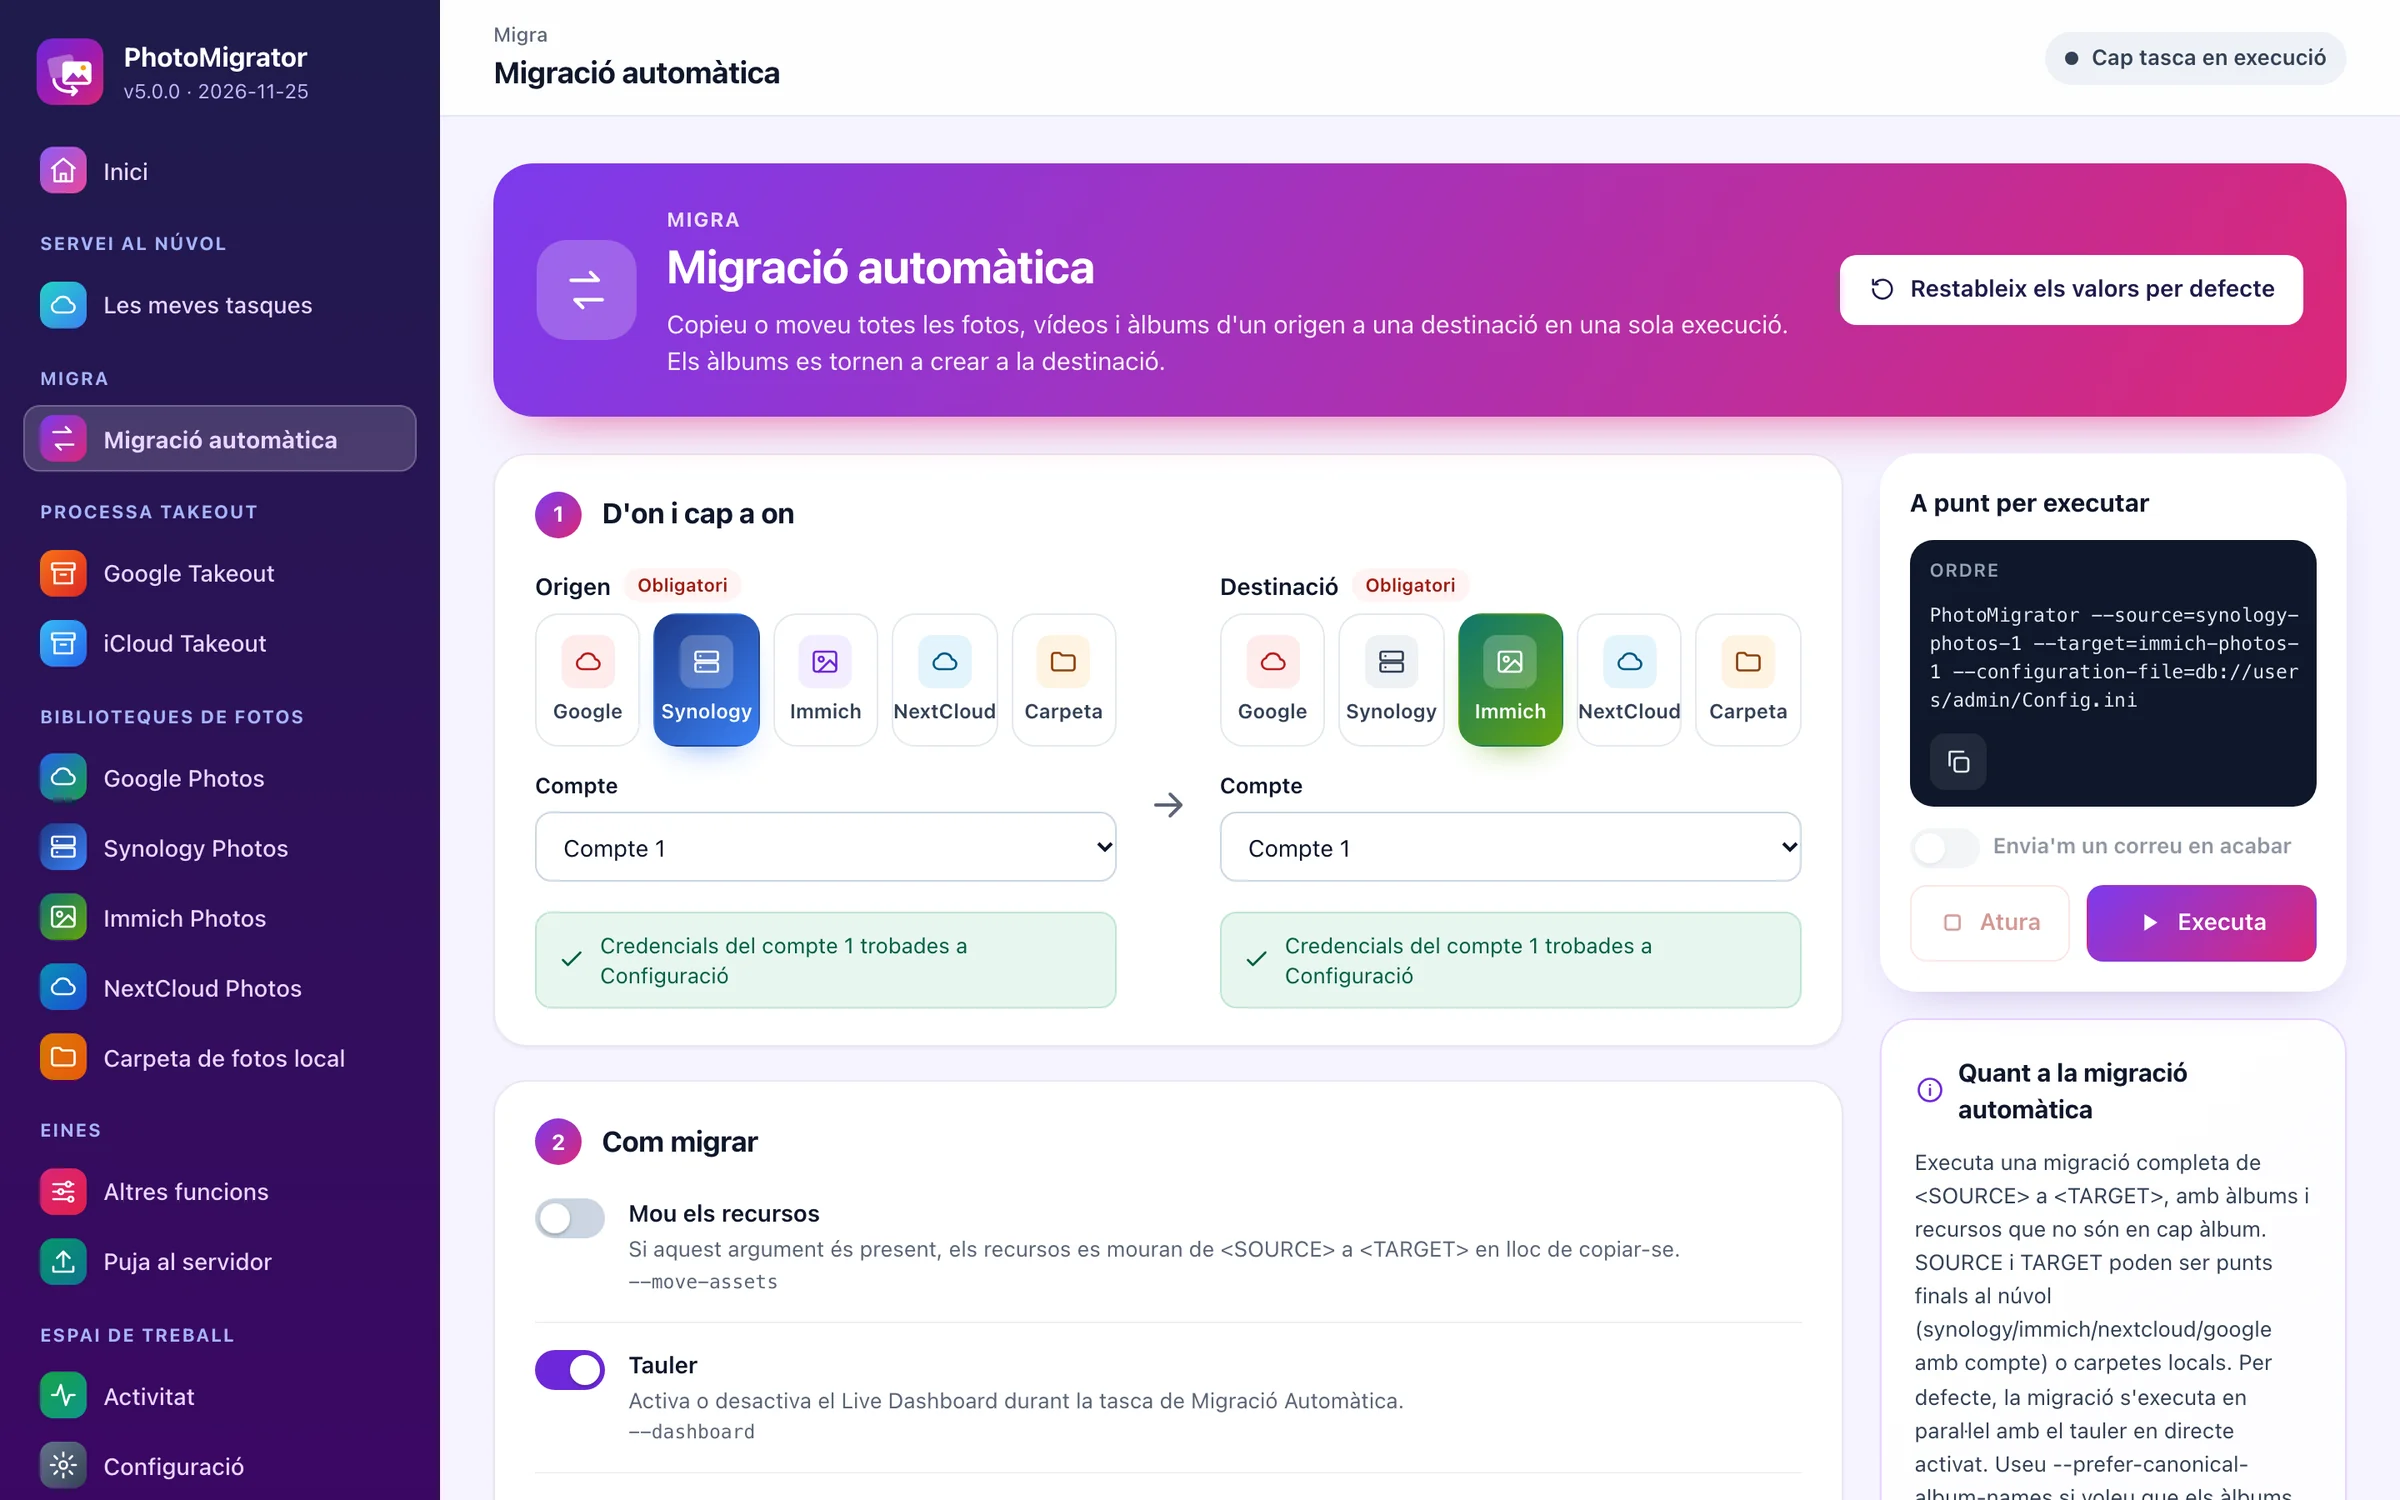 PhotoMigrator
v5.0.0 · 2026-11-25
Inici
SERVEI AL NÚVOL
Les meves tasques
MIGRA
Migració automàtica
PROCESSA TAKEOUT
Google Takeout
iCloud Takeout
BIBLIOTEQUES DE FOTOS
Google Photos
Synology Photos
Immich Photos
NextCloud Photos
Carpeta de fotos local
EINES
Altres funcions
Puja al servidor
ESPAI DE TREBALL
Activitat
Configuració
Migra
Migració automàtica
Cap tasca en execució
MIGRA
Migració automàtica
Copieu o moveu totes les fotos, vídeos i àlbums d'un origen a una destinació en una sola execució.
Els àlbums es tornen a crear a la destinació.
Restableix els valors per defecte
1 D'on i cap a on
Origen Obligatori
Google Synology Immich NextCloud Carpeta
Compte
Compte 1
Credencials del compte 1 trobades a
Configuració
Destinació Obligatori
Google Synology Immich NextCloud Carpeta
Compte
Compte 1
Credencials del compte 1 trobades a
Configuració
2 Com migrar
Mou els recursos
Si aquest argument és present, els recursos es mouran de <SOURCE> a <TARGET> en lloc de copiar-se.
--move-assets
Tauler
Activa o desactiva el Live Dashboard durant la tasca de Migració Automàtica.
--dashboard
A punt per executar
ORDRE
PhotoMigrator --source=synology-
photos-1 --target=immich-photos-
1 --configuration-file=db://user
s/admin/Config.ini
Envia'm un correu en acabar
Atura
Executa
Quant a la migració
automàtica
Executa una migració completa de
<SOURCE> a <TARGET>, amb àlbums i
recursos que no són en cap àlbum.
SOURCE i TARGET poden ser punts
finals al núvol
(synology/immich/nextcloud/google
amb compte) o carpetes locals. Per
defecte, la migració s'executa en
paral·lel amb el tauler en directe
activat. Useu --prefer-canonical-
album-names si voleu que els àlbums